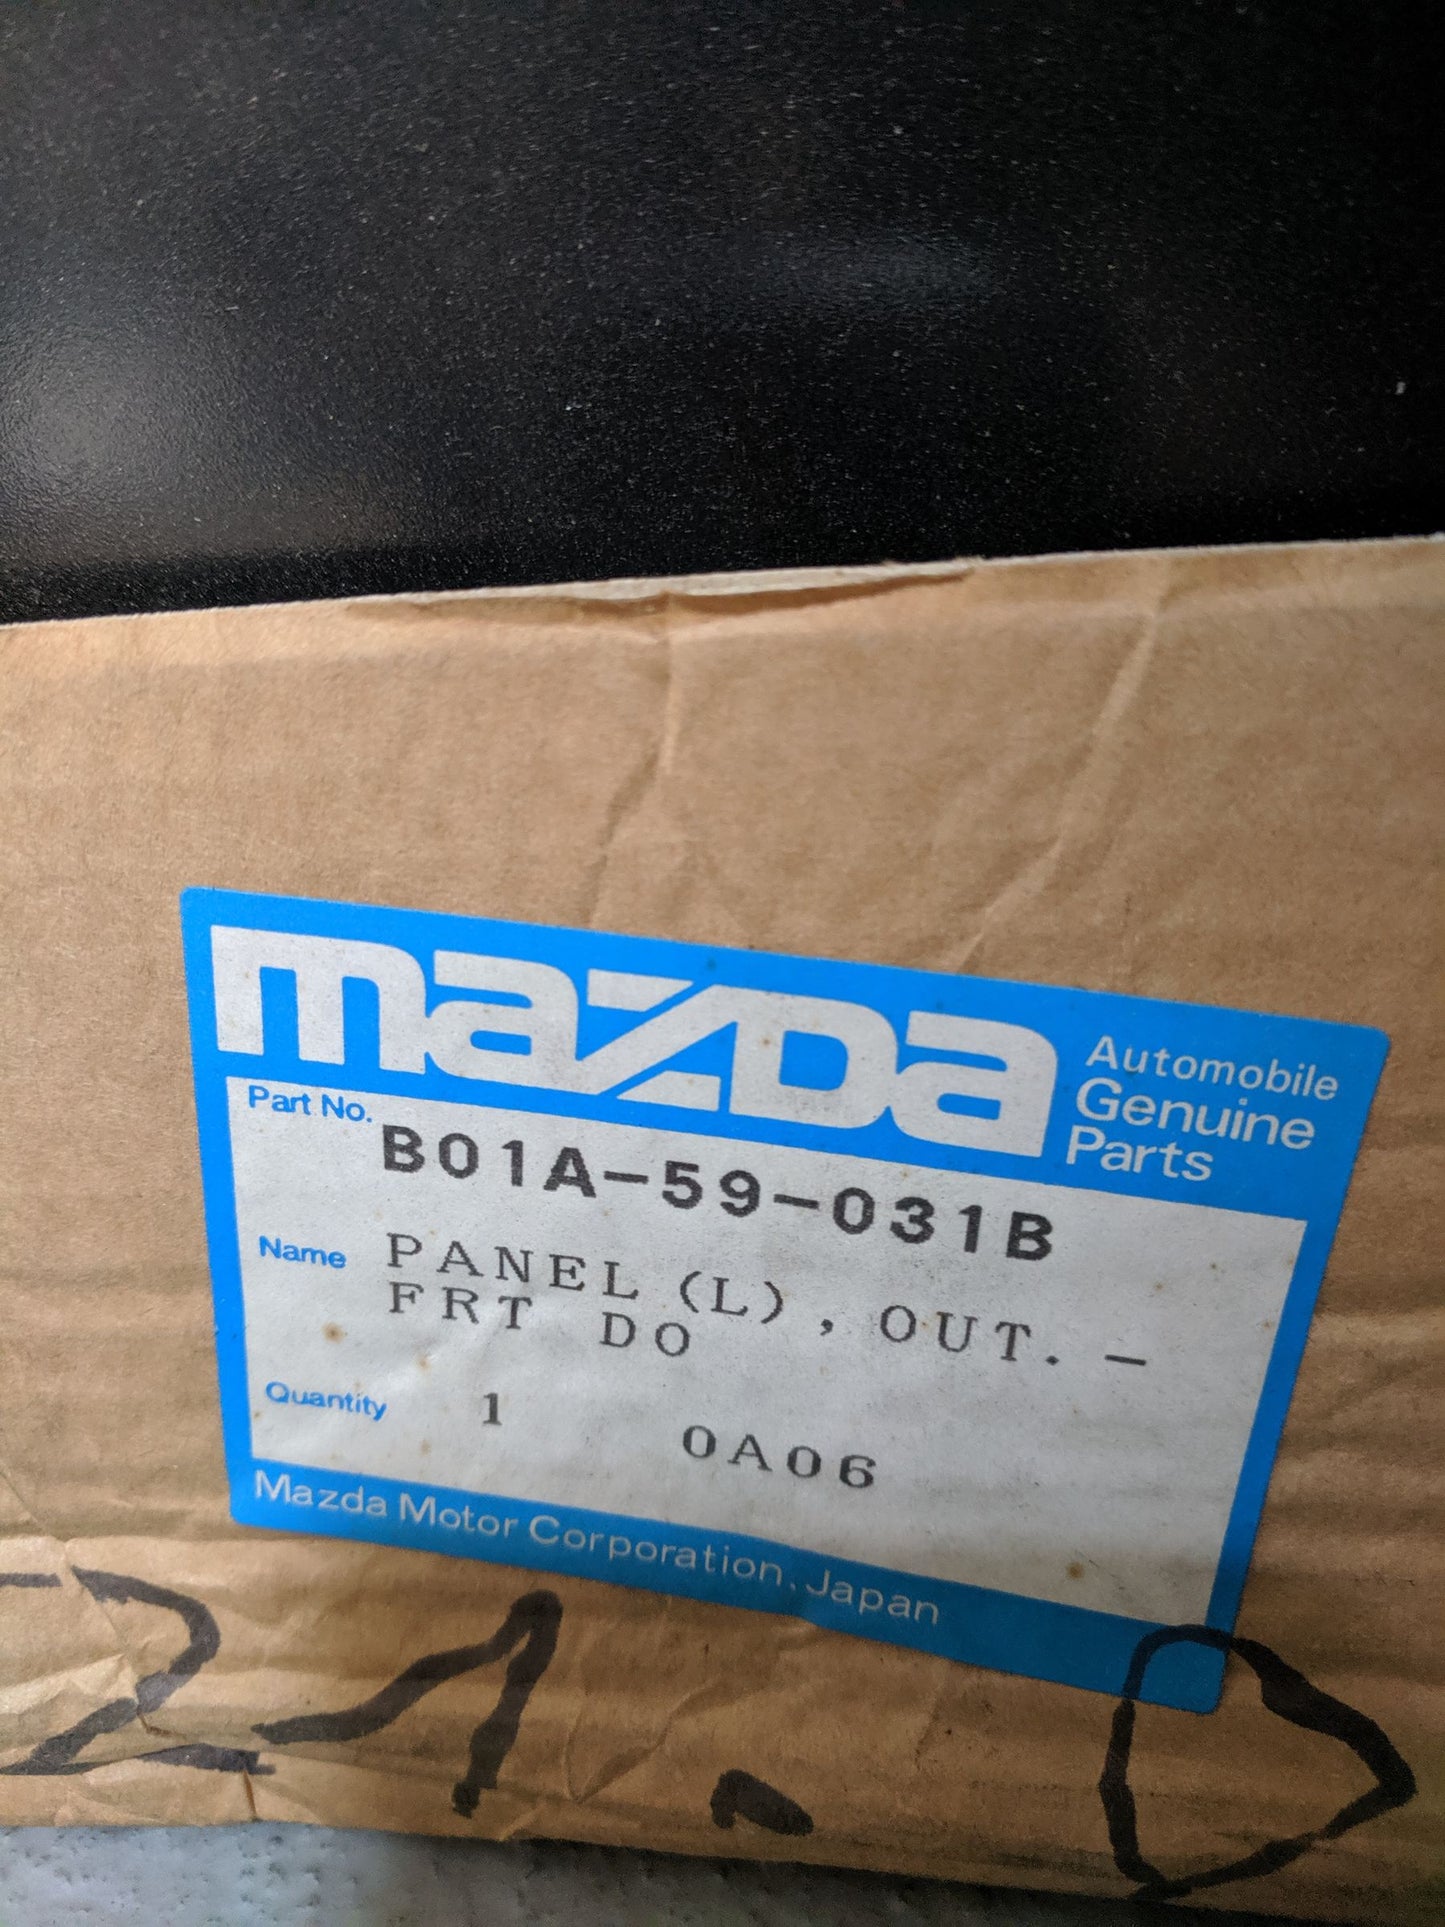 mazda
Automobile
Genuine
Parts
Part No.
B01A-59-031B
Name PANEL (L), OUT. -
FRT DO
Quantity 1 0A06
Mazda Motor Corporation, Japan
21.